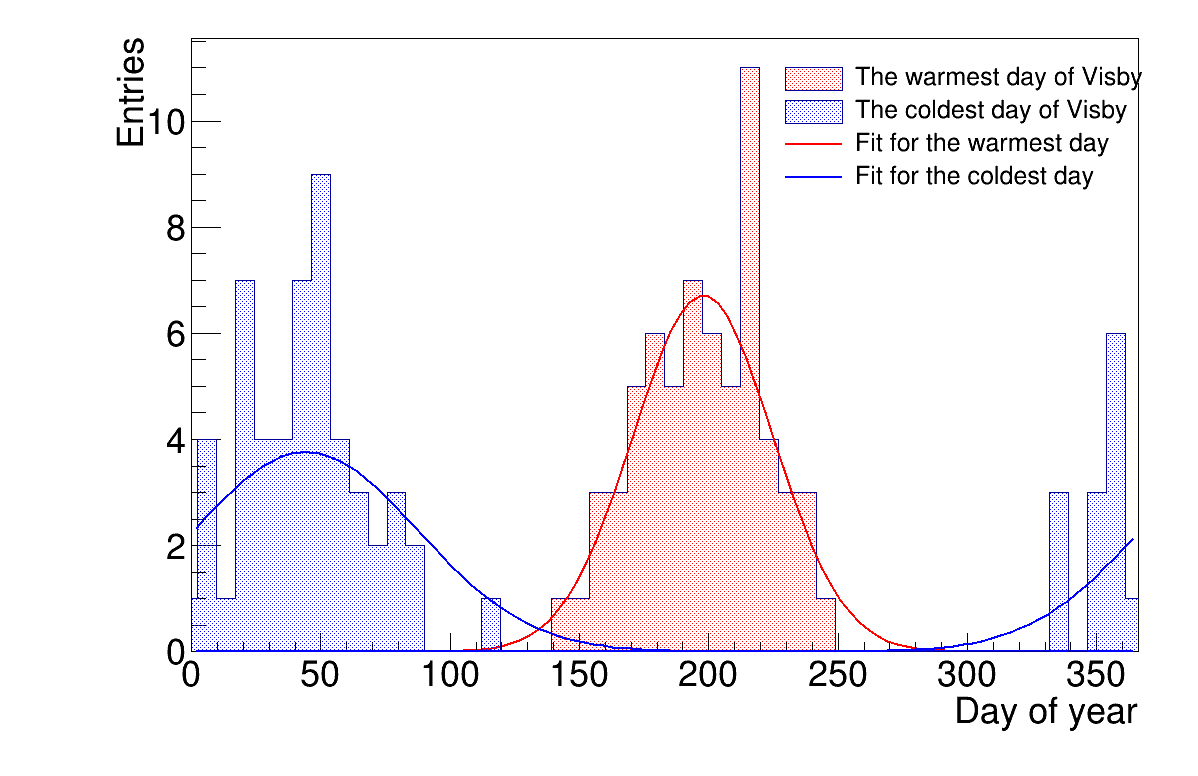 Entries
10
8
6
4
2
0
The warmest day of Visby
The coldest day of Visby
Fit for the warmest day
Fit for the coldest day
0 50 100 150 200 250 300 350
Day of year